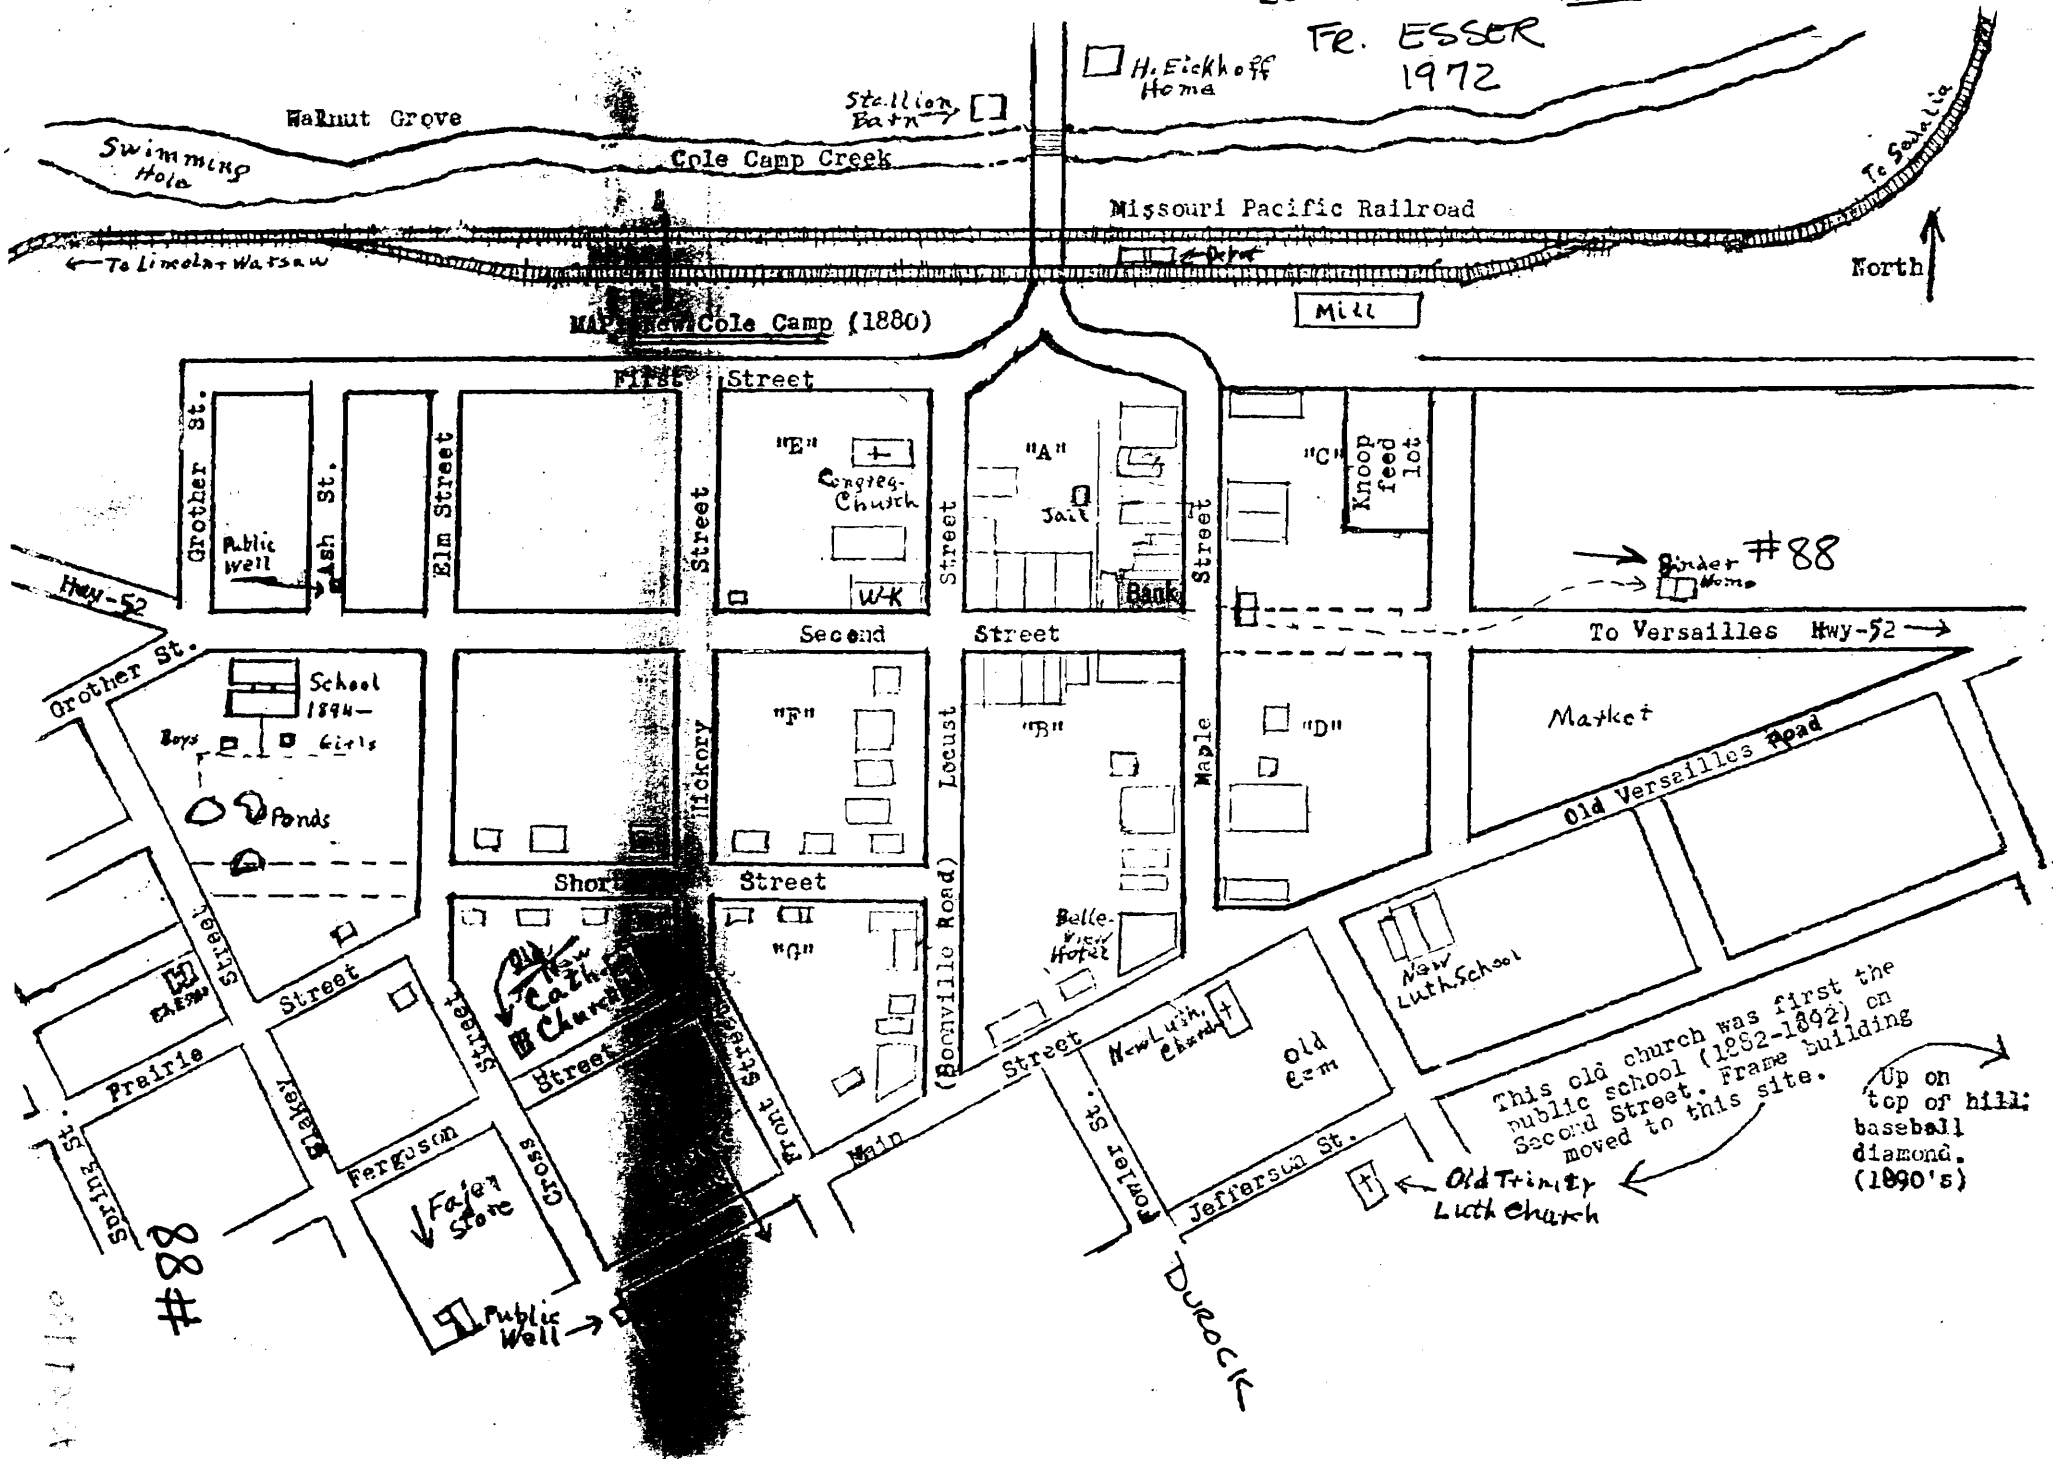 FR. ESSER
1972
H. Eickhoff
Home
Stallion
Barn
Walnut Grove
Swimming
Hole
Cole Camp Creek
To Sedalia
Missouri Pacific Railroad
← To Lincoln + Warsaw
← Depot
North
Mill
MAP: New Cole Camp (1880)
First Street
Grother St.
Ash St.
Elm Street
Street
"E"
Congreg.
Church
W-K
Street
"A"
Jail
Bank
Street
"C"
Knoop
feed
lot
Public
Well
Hwy-52
Binder
Home
#88
Second Street
To Versailles Hwy-52 →
Grother St.
School
1894-
Boys
Girls
Ponds
Hickory
"F"
Locust
"B"
Maple
"D"
Market
Old Versailles Road
Short Street
(Boonville Road)
Belle-
View
Hotel
"G"
Street
Street
Old
New
Cath.
Church
Street
Street
Front Street
New Luth.
Church
Old
Cem
New
Luth. School
Street
Prairie
Blakey
Ferguson
Cross
Main
Fowler St.
Jefferson St.
Spring St.
This old church was first the
public school (1882-1892) on
Second Street. Frame building
moved to this site.
Up on
top of hill:
baseball
diamond.
(1890's)
Old Trinity
Luth Church
Fajen
Store
Public
Well →
#88
DUROCK